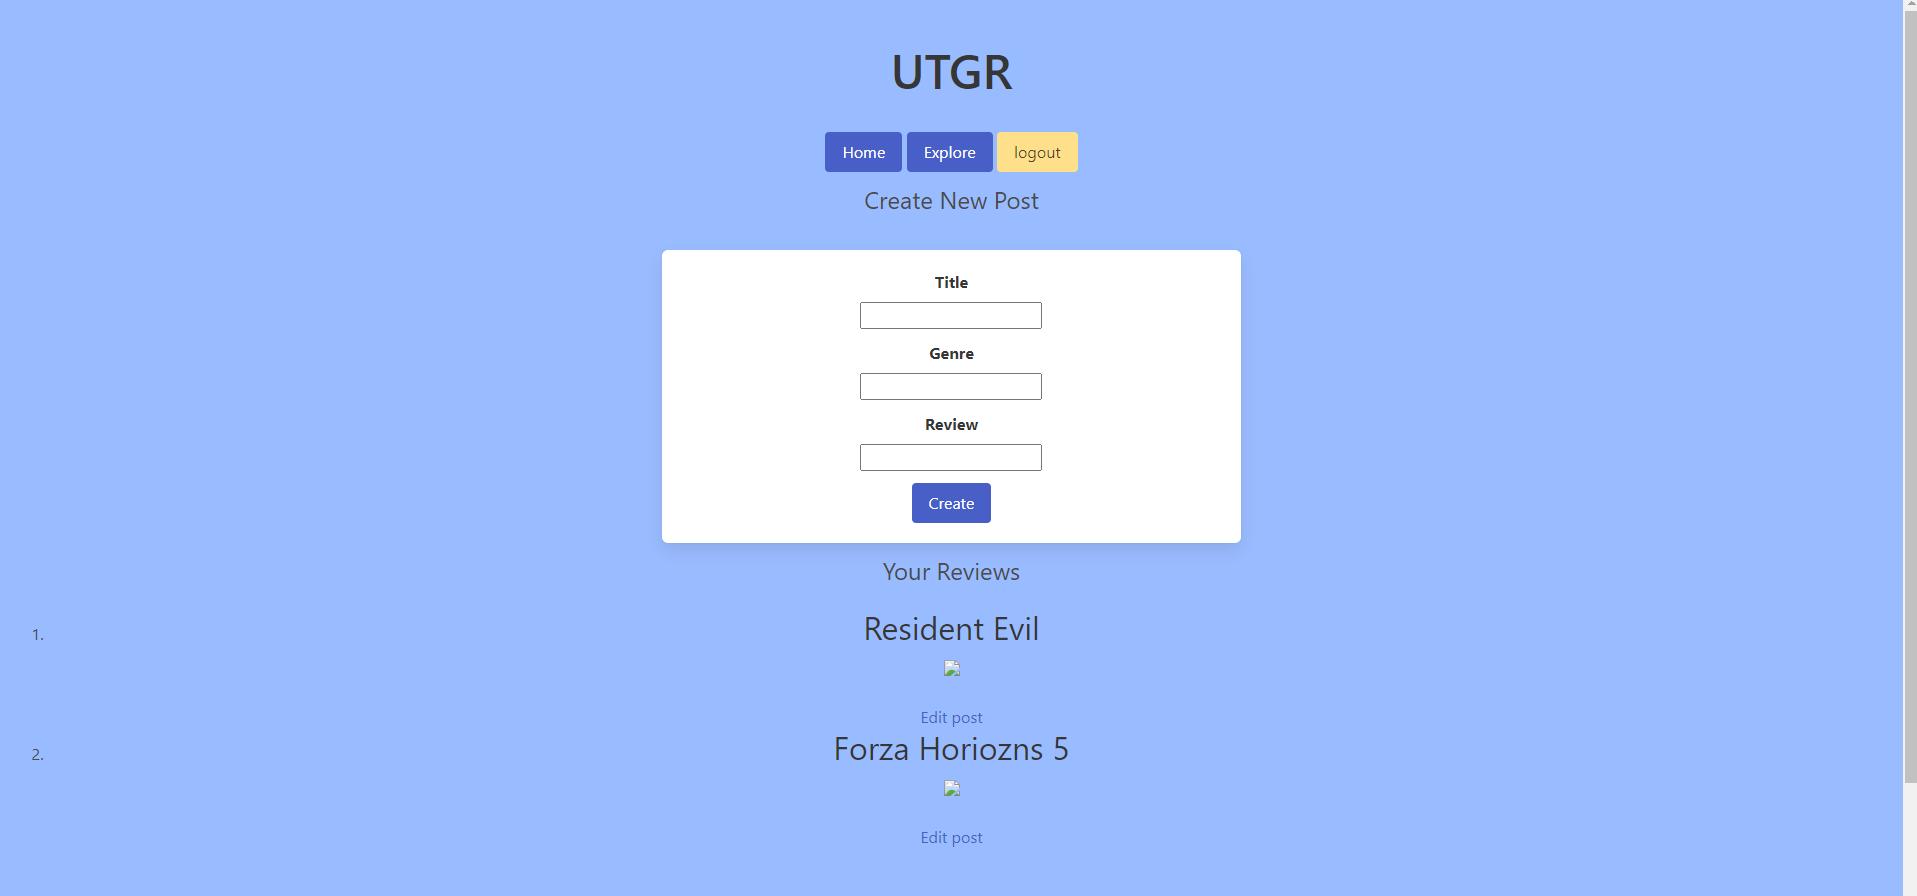 UTGR
Home Explore logout
Create New Post
Title
Genre
Review
Create
Your Reviews
1. Resident Evil
Edit post
2. Forza Horiozns 5
Edit post